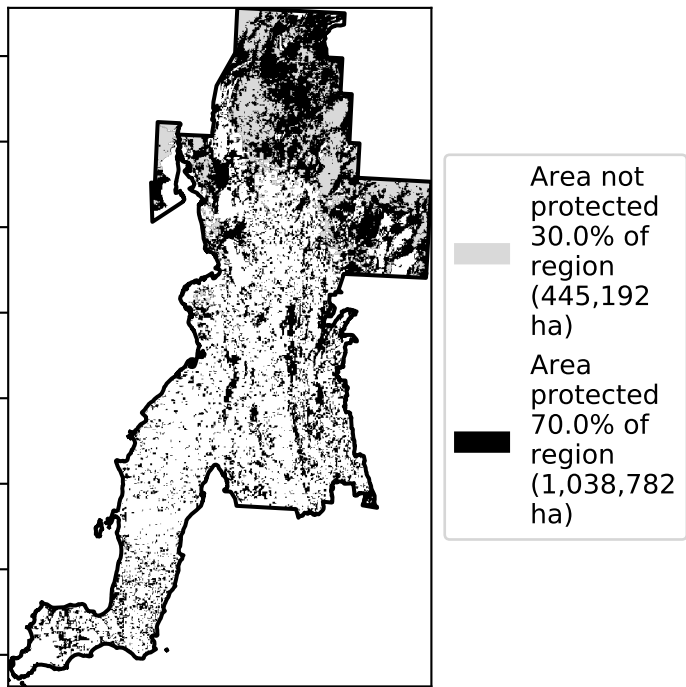 Area not
protected
30.0% of
region
(445,192
ha)
Area
protected
70.0% of
region
(1,038,782
ha)